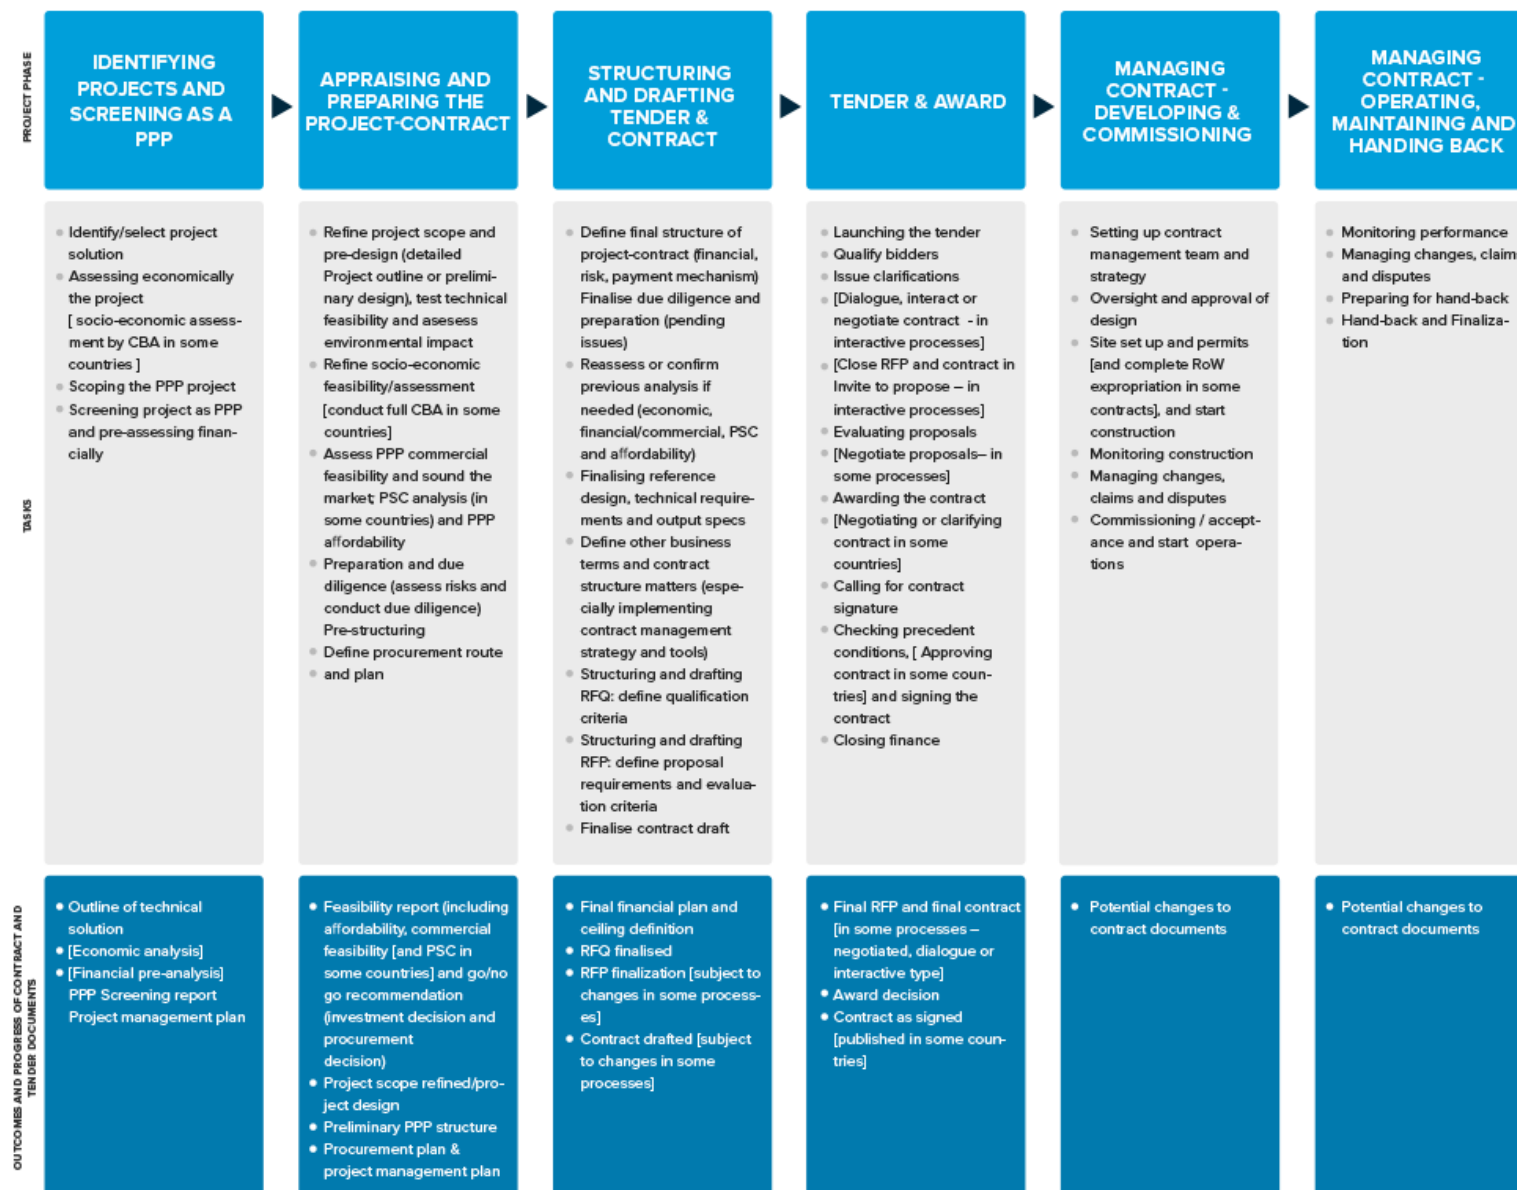 PROJECT PHASE
IDENTIFYING
PROJECTS AND
SCREENING AS A
PPP
APPRAISING AND
PREPARING THE
PROJECT-CONTRACT
STRUCTURING
AND DRAFTING
TENDER &
CONTRACT
TENDER & AWARD
MANAGING
CONTRACT -
DEVELOPING &
COMMISSIONING
MANAGING
CONTRACT -
OPERATING,
MAINTAINING AND
HANDING BACK
TASKS
Identify/select project
solution
Assessing economically
the project
[ socio-economic assess-
ment by CBA in some
countries ]
Scoping the PPP project
Screening project as PPP
and pre-assessing finan-
cially
Refine project scope and
pre-design (detailed
Project outline or prelimi-
nary design), test technical
feasibility and asesess
environmental impact
Refine socio-economic
feasibility/assessment
[conduct full CBA in some
countries]
Assess PPP commercial
feasibility and sound the
market; PSC analysis (in
some countries) and PPP
affordability
Preparation and due
diligence (assess risks and
conduct due diligence)
Pre-structuring
Define procurement route
and plan
Define final structure of
project-contract (financial,
risk, payment mechanism)
Finalise due diligence and
preparation (pending
issues)
Reassess or confirm
previous analysis if
needed (economic,
financial/commercial, PSC
and affordability)
Finalising reference
design, technical require-
ments and output specs
Define other business
terms and contract
structure matters (espe-
cially implementing
contract management
strategy and tools)
Structuring and drafting
RFQ: define qualification
criteria
Structuring and drafting
RFP: define proposal
requirements and evalua-
tion criteria
Finalise contract draft
Launching the tender
Qualify bidders
Issue clarifications
[Dialogue, interact or
negotiate contract - in
interactive processes]
[Close RFP and contract in
Invite to propose – in
interactive processes]
Evaluating proposals
[Negotiate proposals– in
some processes]
Awarding the contract
[Negotiating or clarifying
contract in some
countries]
Calling for contract
signature
Checking precedent
conditions, [ Approving
contract in some coun-
tries] and signing the
contract
Closing finance
Setting up contract
management team and
strategy
Oversight and approval of
design
Site set up and permits
[and complete RoW
expropriation in some
contracts], and start
construction
Monitoring construction
Managing changes,
claims and disputes
Commissioning / accept-
ance and start opera-
tions
Monitoring performance
Managing changes, claim
and disputes
Preparing for hand-back
Hand-back and Finaliza-
tion
OUTCOMES AND PROGRESS OF CONTRACT AND
TENDER DOCUMENTS
Outline of technical
solution
[Economic analysis]
[Financial pre-analysis]
PPP Screening report
Project management plan
Feasibility report (including
affordability, commercial
feasibility [and PSC in
some countries] and go/no
go recommendation
(investment decision and
procurement
decision)
Project scope refined/pro-
ject design
Preliminary PPP structure
Procurement plan &
project management plan
Final financial plan and
ceiling definition
RFQ finalised
RFP finalization [subject to
changes in some process-
es]
Contract drafted [subject
to changes in some
processes]
Final RFP and final contract
[in some processes –
negotiated, dialogue or
interactive type]
Award decision
Contract as signed
[published in some coun-
tries]
Potential changes to
contract documents
Potential changes to
contract documents